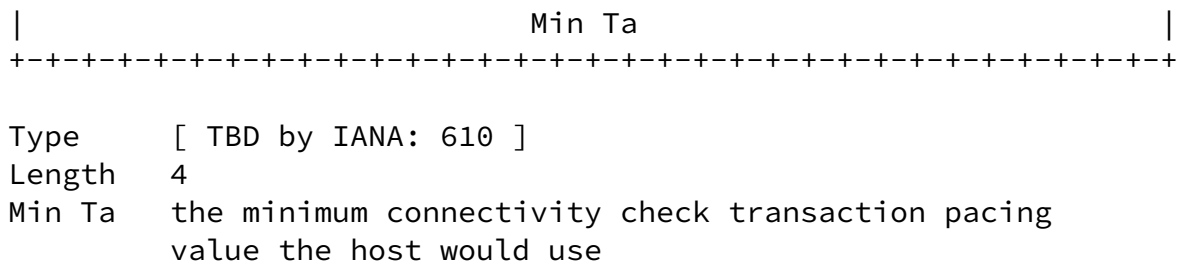 |                            Min Ta                             |
+-+-+-+-+-+-+-+-+-+-+-+-+-+-+-+-+-+-+-+-+-+-+-+-+-+-+-+-+-+-+-+-+
Type     [ TBD by IANA: 610 ]
Length   4
Min Ta   the minimum connectivity check transaction pacing
         value the host would use